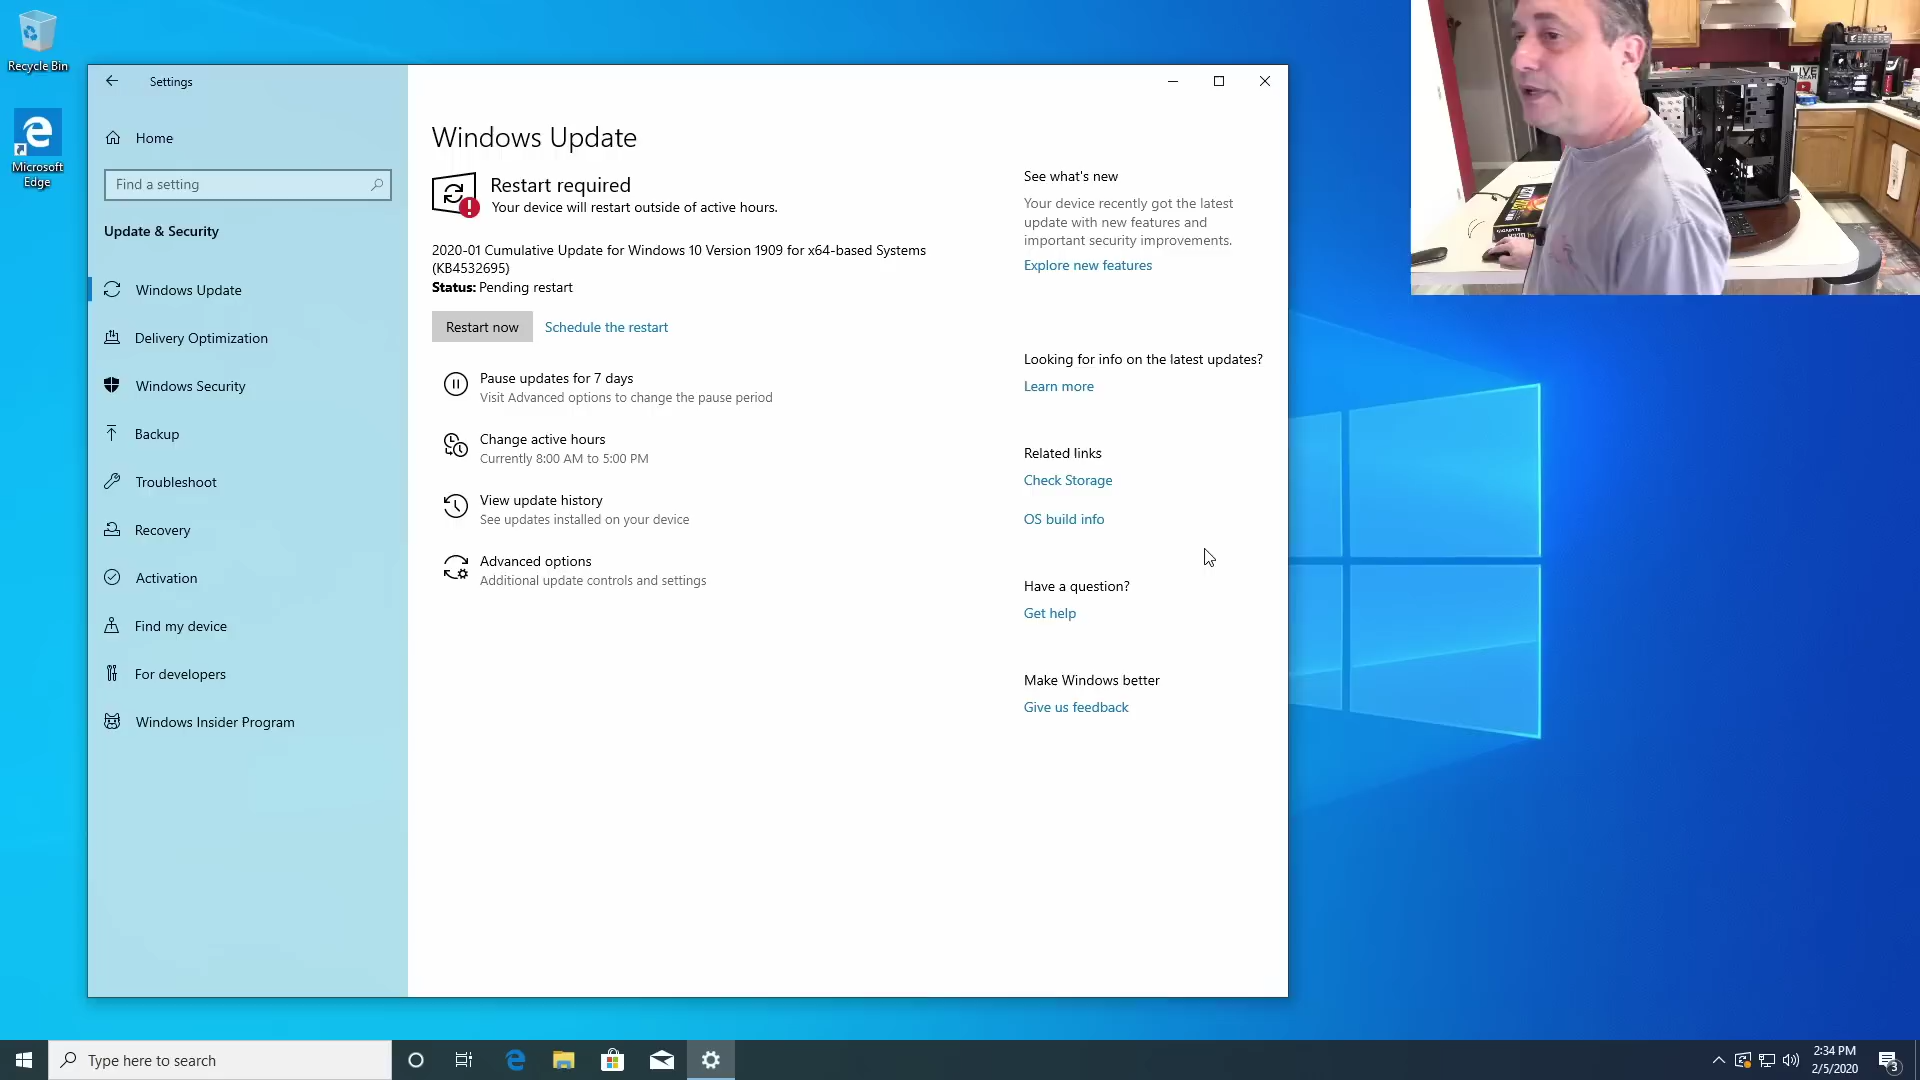 Recycle Bin
Microsoft
Edge
Settings
Home
Find a setting
Update & Security
Windows Update
Delivery Optimization
Windows Security
Backup
Troubleshoot
Recovery
Activation
Find my device
For developers
Windows Insider Program
Windows Update
Restart required
Your device will restart outside of active hours.
2020-01 Cumulative Update for Windows 10 Version 1909 for x64-based Systems
(KB4532695)
Status: Pending restart
Restart now
Schedule the restart
Pause updates for 7 days
Visit Advanced options to change the pause period
Change active hours
Currently 8:00 AM to 5:00 PM
View update history
See updates installed on your device
Advanced options
Additional update controls and settings
See what's new
Your device recently got the latest
update with new features and
important security improvements.
Explore new features
Looking for info on the latest updates?
Learn more
Related links
Check Storage
OS build info
Have a question?
Get help
Make Windows better
Give us feedback
LIVE
GIGABYTE
Type here to search
2:34 PM
2/5/2020
3